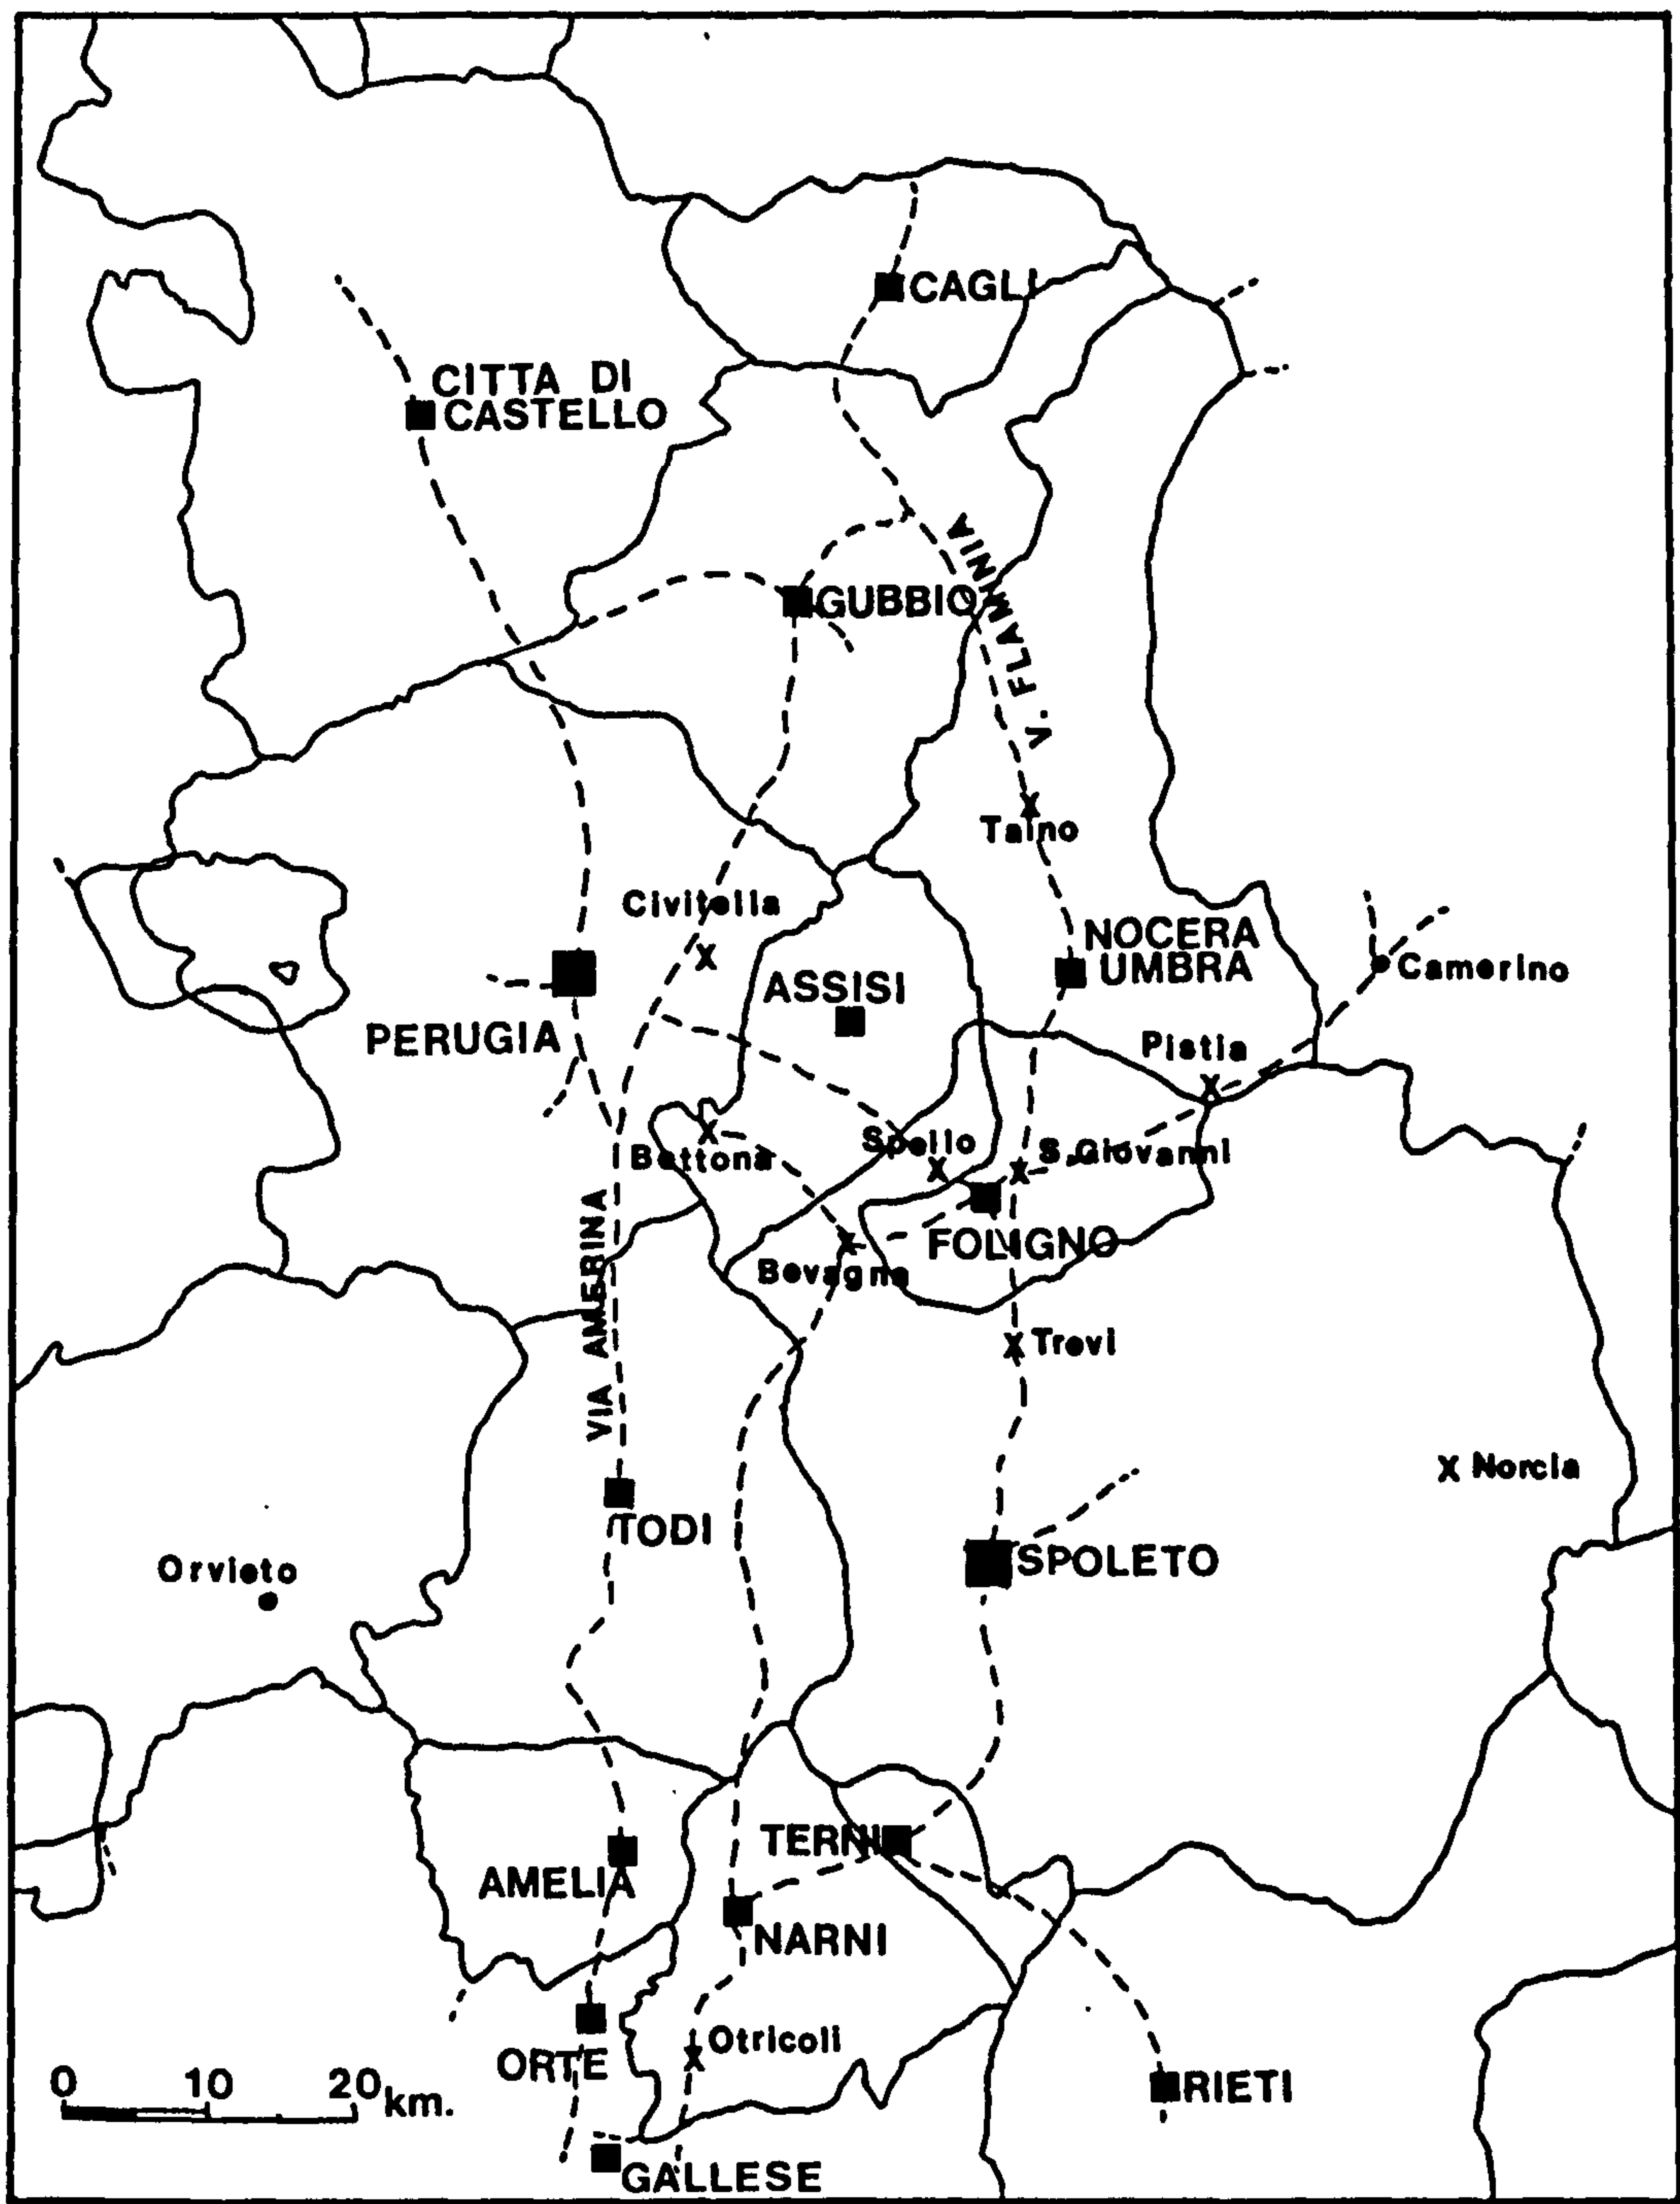 CAGLI
CITTA DI
CASTELLO
GUBBIO
V. FLAMINIA
Taino
Civitella
NOCERA
UMBRA
Camerino
ASSISI
PERUGIA
Pistia
Spello
S.Giovanni
Bettona
VIA AMERINA
FOLIGNO
Bevagna
Trevi
Norcia
TODI
SPOLETO
Orvieto
TERNI
AMELIA
NARNI
Otricoli
ORTE
RIETI
0 10 20 km.
GALLESE